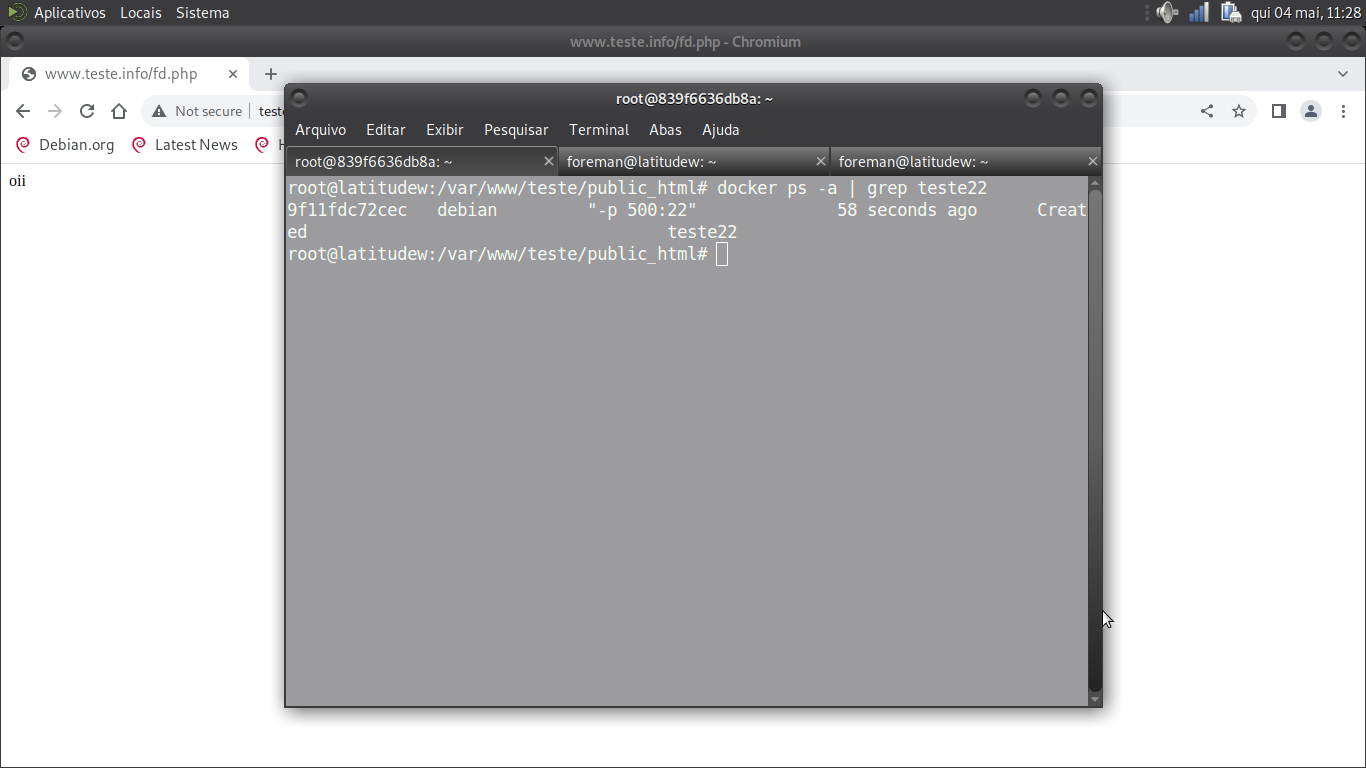 Aplicativos Locais Sistema qui 04 mai, 11:28
www.teste.info/fd.php - Chromium
www.teste.info/fd.php
Not secure
Debian.org Latest News
oii
root@839f6636db8a: ~
Arquivo Editar Exibir Pesquisar Terminal Abas Ajuda
root@839f6636db8a: ~ foreman@latitudew: ~ foreman@latitudew: ~
root@latitudew:/var/www/teste/public_html# docker ps -a | grep teste22
9f11fdc72cec debian "-p 500:22" 58 seconds ago Creat
ed teste22
root@latitudew:/var/www/teste/public_html#